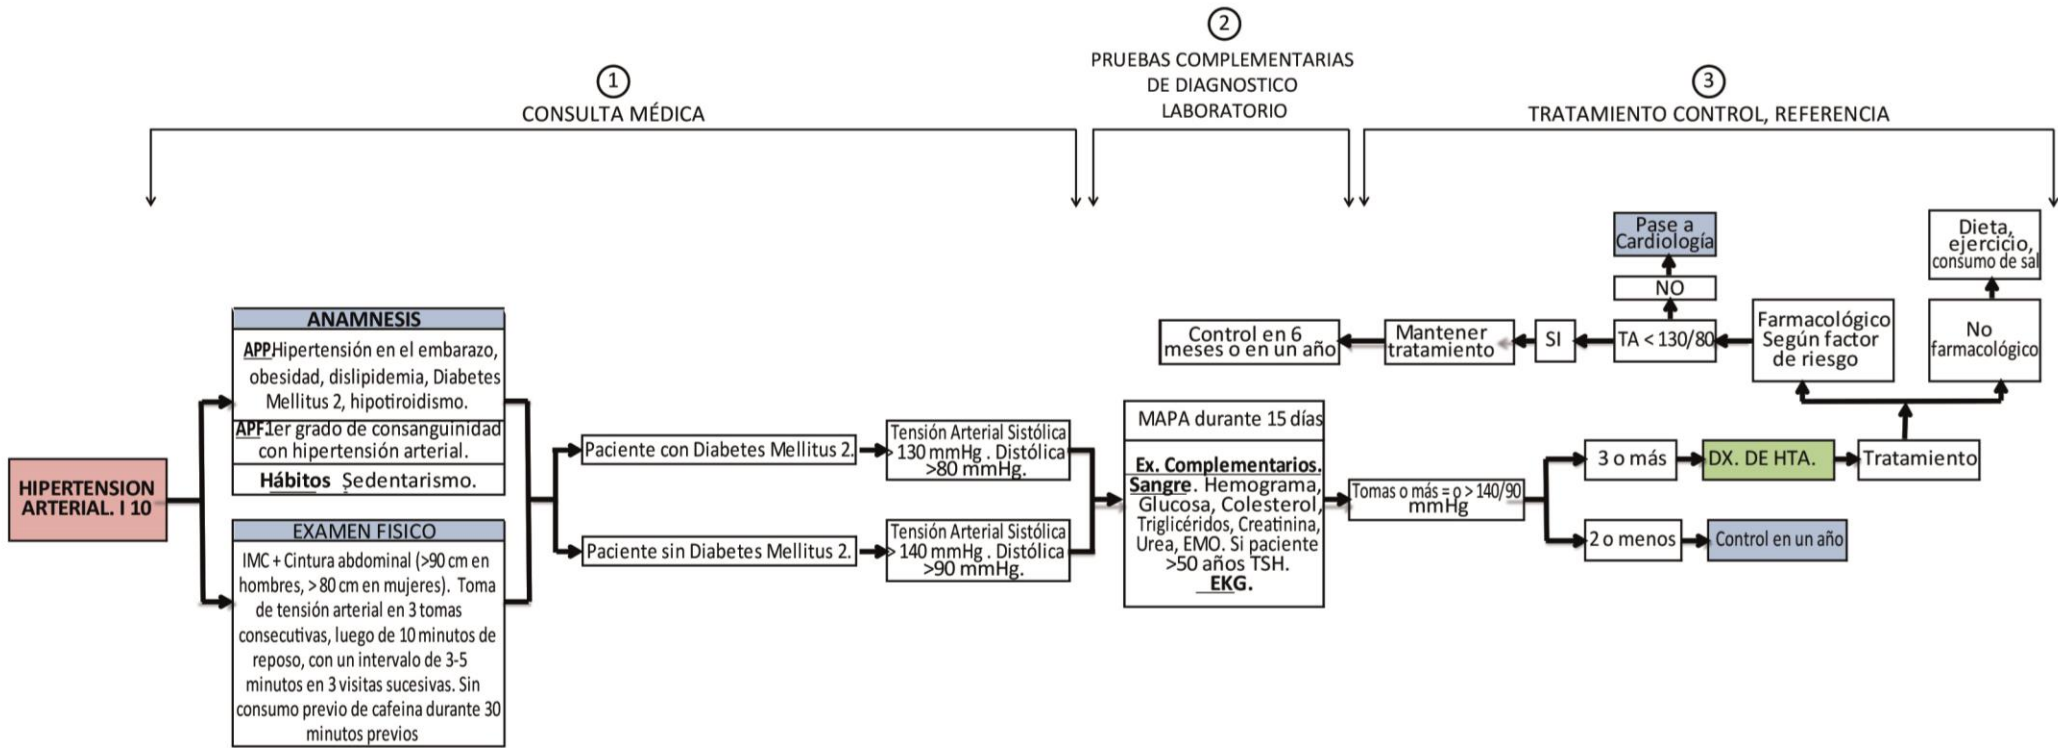 1
CONSULTA MÉDICA
2
PRUEBAS COMPLEMENTARIAS
DE DIAGNOSTICO
LABORATORIO
3
TRATAMIENTO CONTROL, REFERENCIA
HIPERTENSION
ARTERIAL. I 10
ANAMNESIS
APP.Hipertensión en el embarazo,
obesidad, dislipidemia, Diabetes
Mellitus 2, hipotiroidismo.
APF.1er grado de consanguinidad
con hipertensión arterial.
Hábitos Sedentarismo.
EXAMEN FISICO
IMC + Cintura abdominal (>90 cm en
hombres, > 80 cm en mujeres). Toma
de tensión arterial en 3 tomas
consecutivas, luego de 10 minutos de
reposo, con un intervalo de 3-5
minutos en 3 visitas sucesivas. Sin
consumo previo de cafeina durante 30
minutos previos
Paciente con Diabetes Mellitus 2.
Tensión Arterial Sistólica
> 130 mmHg . Distólica
>80 mmHg.
Paciente sin Diabetes Mellitus 2.
Tensión Arterial Sistólica
> 140 mmHg . Distólica
>90 mmHg.
MAPA durante 15 días
Ex. Complementarios.
Sangre. Hemograma,
Glucosa, Colesterol,
Triglicéridos, Creatinina,
Urea, EMO. Si paciente
>50 años TSH.
EKG.
Tomas o más = o > 140/90
mmHg
3 o más
DX. DE HTA.
Tratamiento
2 o menos
Control en un año
No
farmacológico
Dieta,
ejercicio,
consumo de sal
Farmacológico
Según factor
de riesgo
TA < 130/80
NO
Pase a
Cardiología
SI
Mantener
tratamiento
Control en 6
meses o en un año